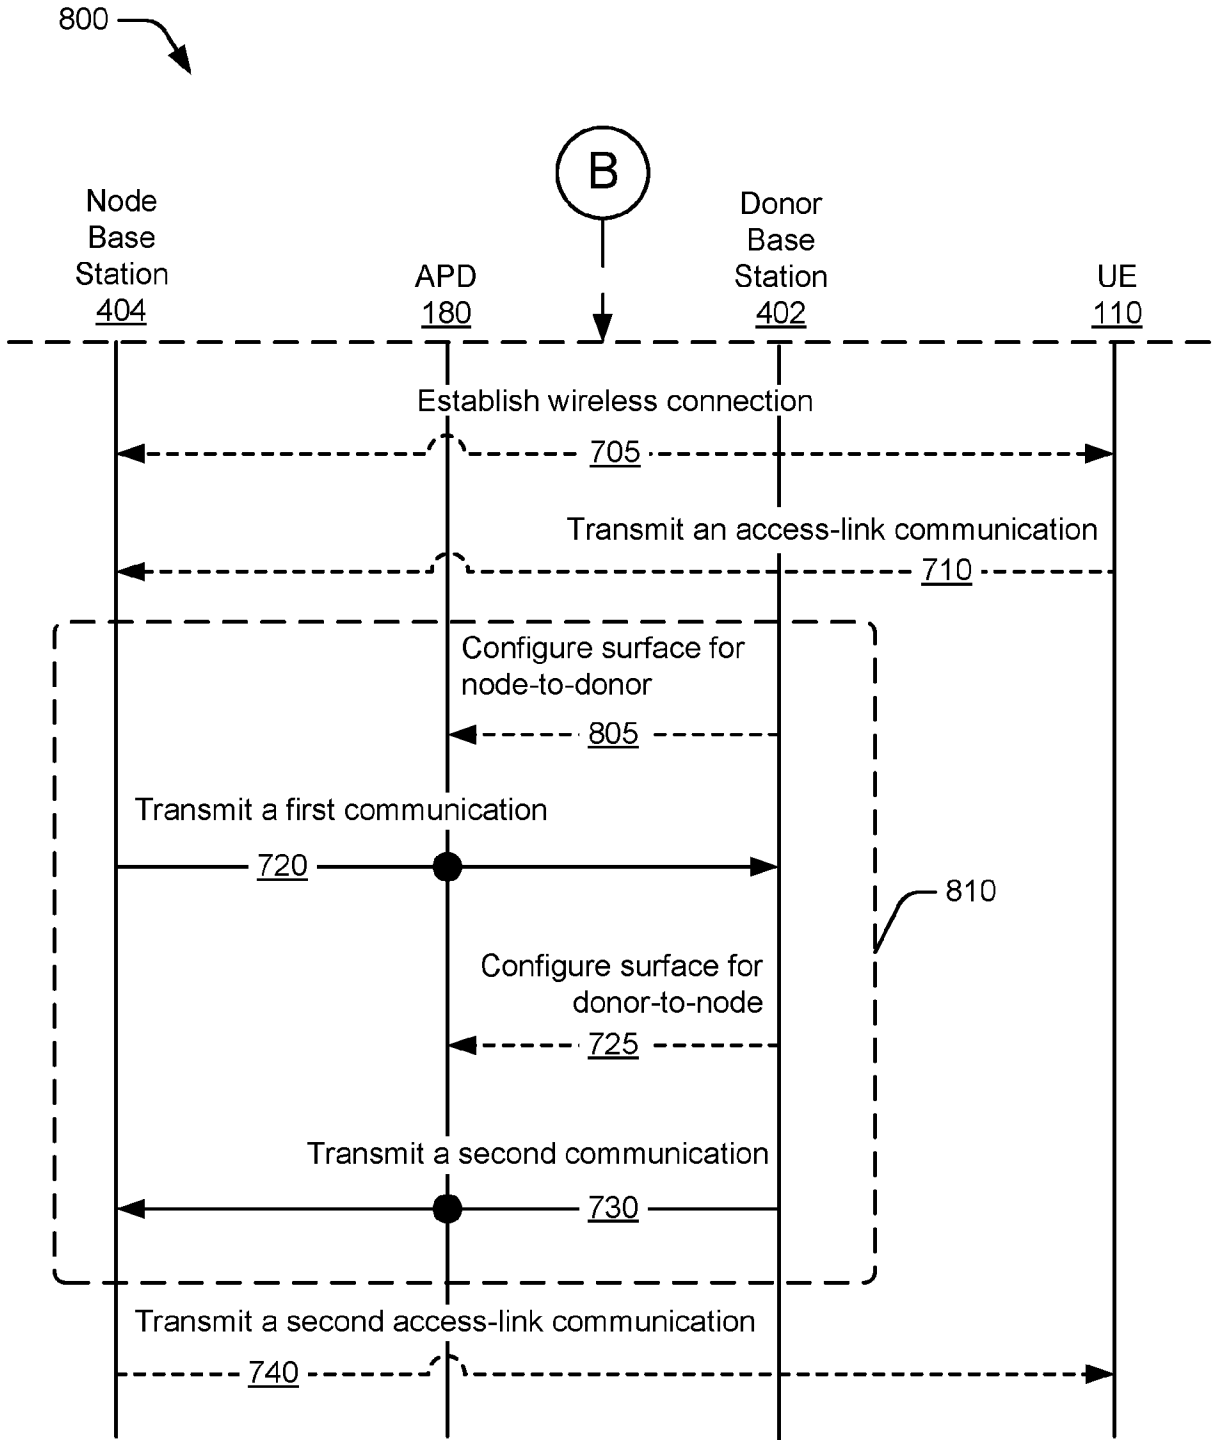 800
B
Node
Base
Station
404
APD
180
Donor
Base
Station
402
UE
110
Establish wireless connection
705
Transmit an access-link communication
710
Configure surface for
node-to-donor
805
Transmit a first communication
720
810
Configure surface for
donor-to-node
725
Transmit a second communication
730
Transmit a second access-link communication
740